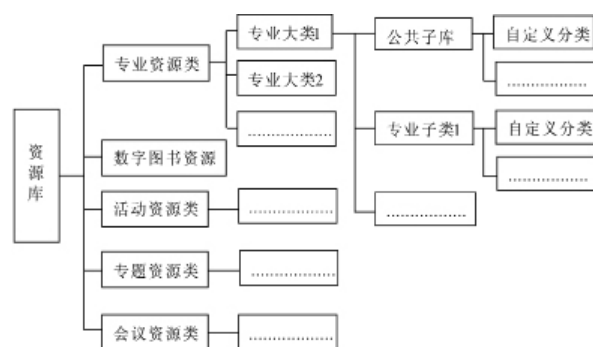 资源库
专业资源类
专业大类1
公共子库
自定义分类
………………
专业子类1
自定义分类
………………
………………
专业大类2
………………
数字图书资源
活动资源类
………………
专题资源类
………………
会议资源类
………………